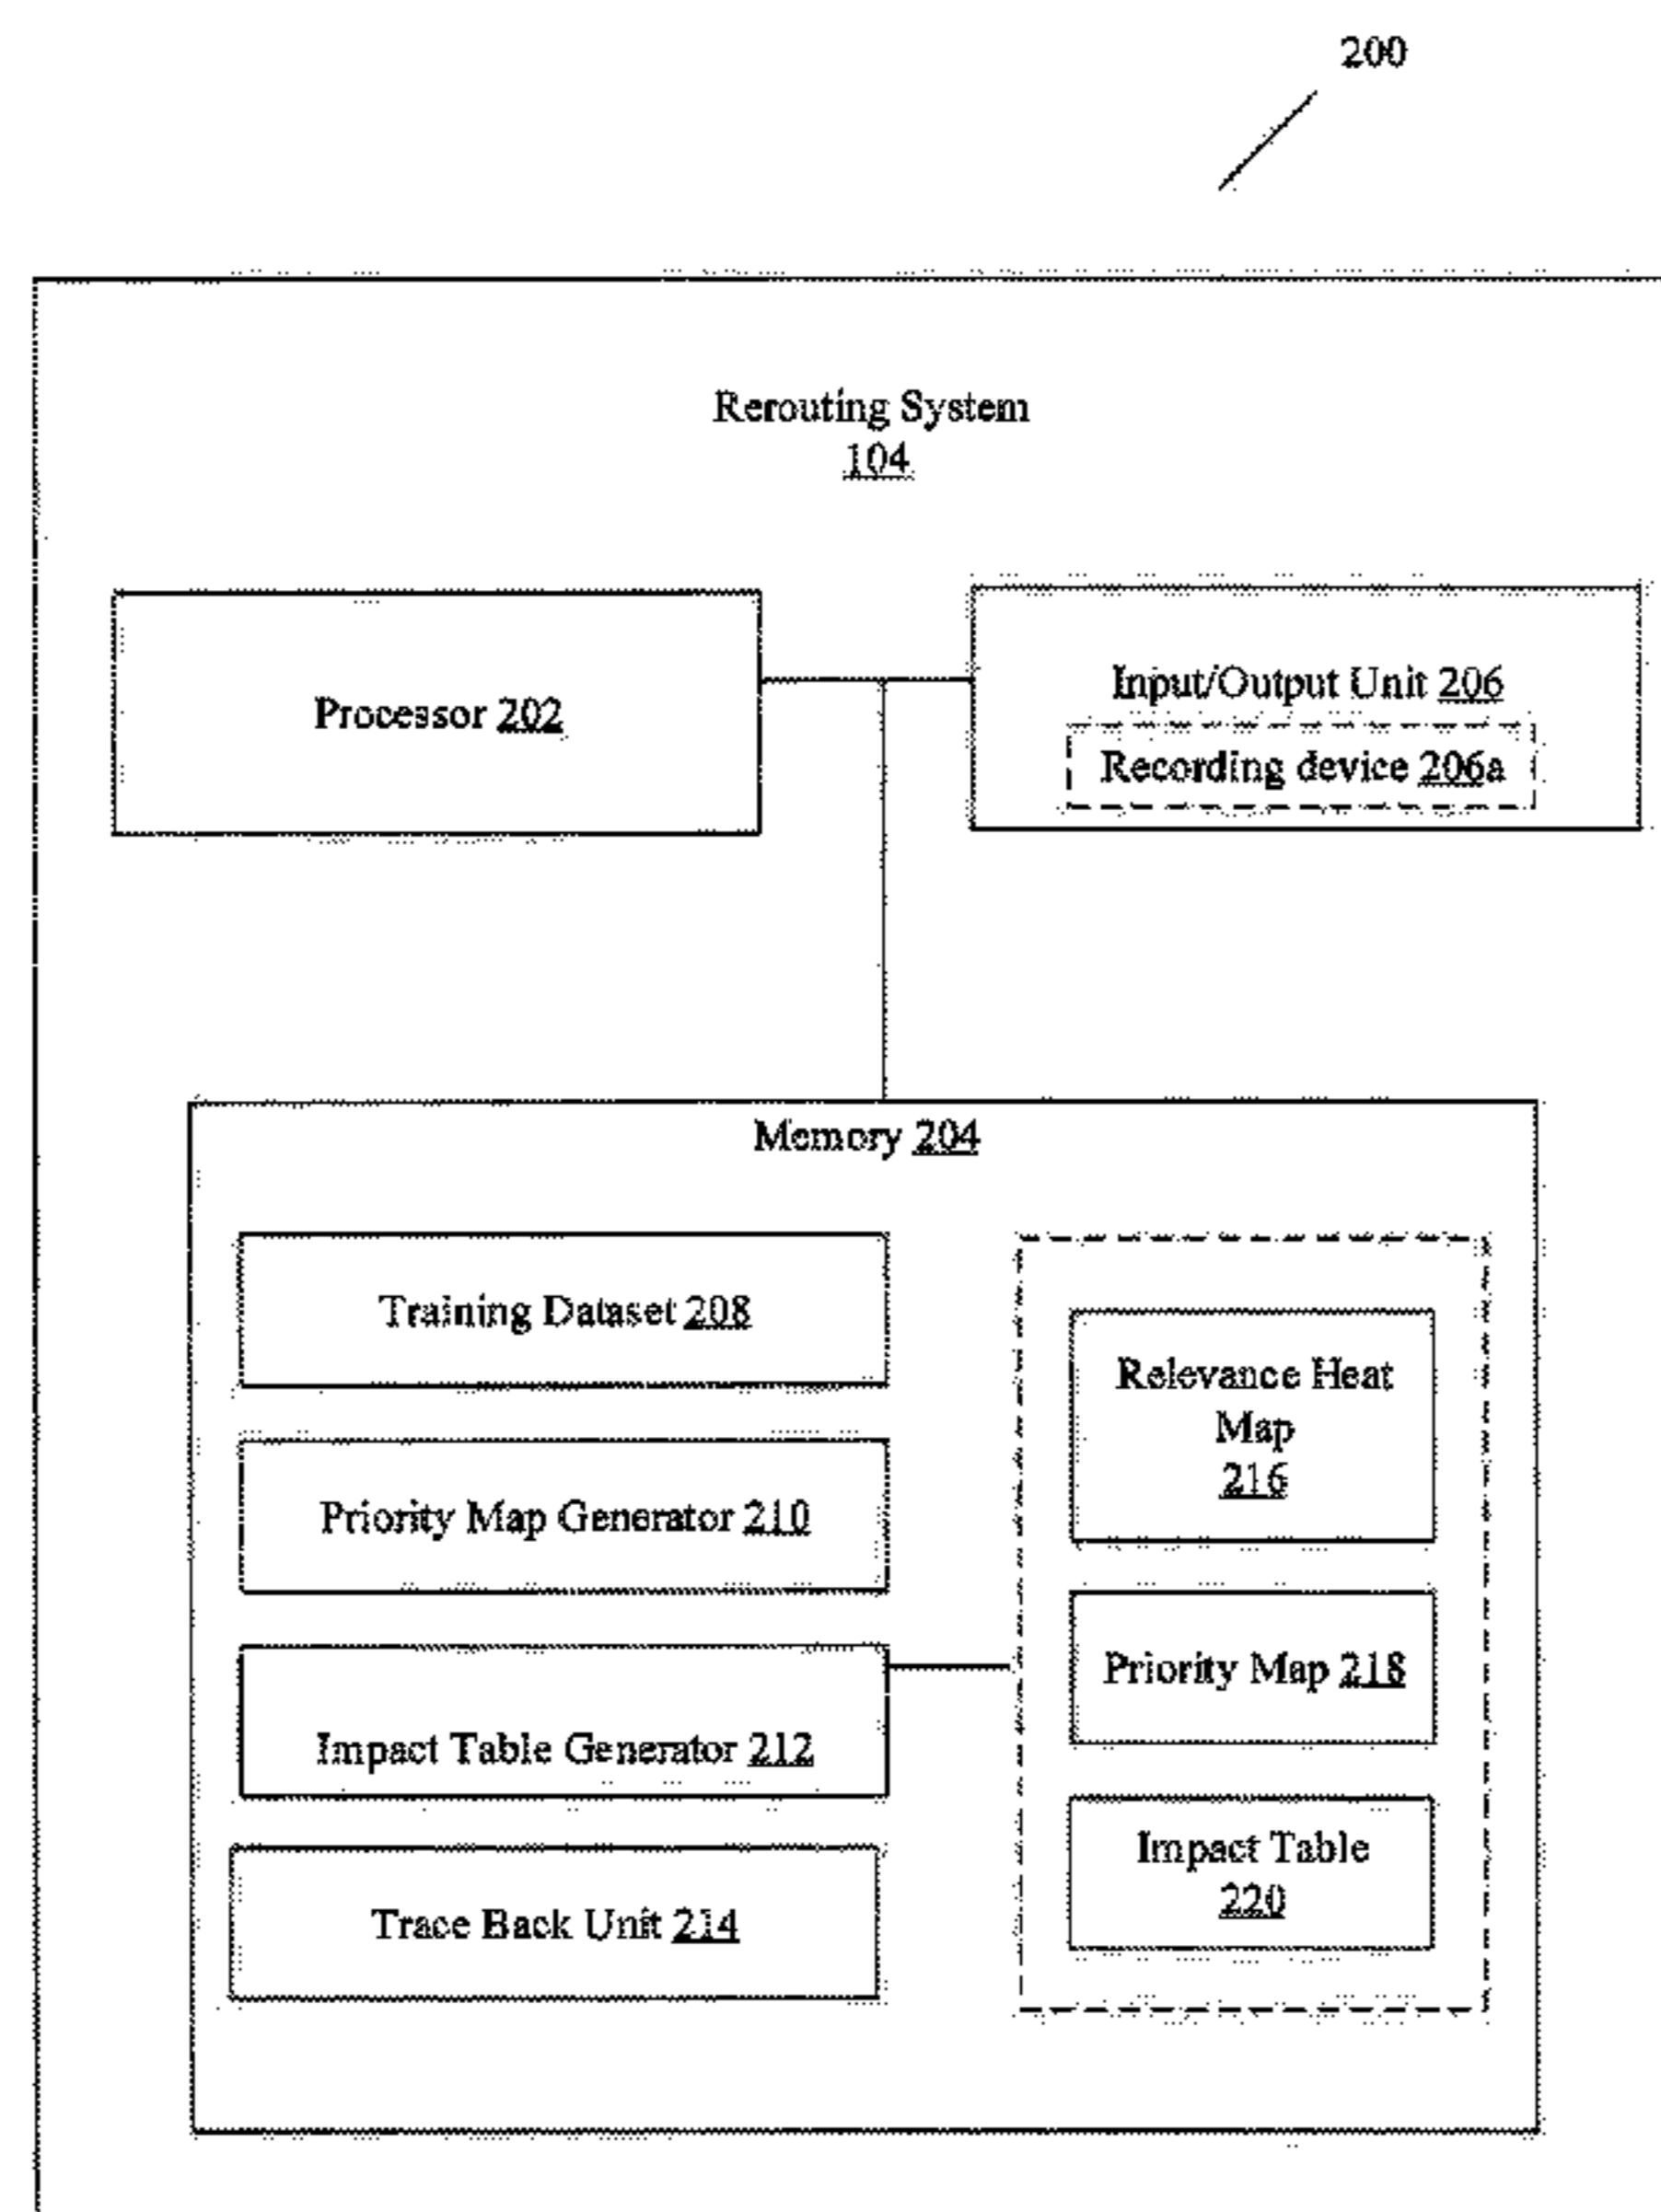 200
Rerouting System
104
Processor 202
Input/Output Unit 206
Recording device 206a
Memory 204
Training Dataset 208
Priority Map Generator 210
Impact Table Generator 212
Trace Back Unit 214
Relevance Heat
Map
216
Priority Map 218
Impact Table
220